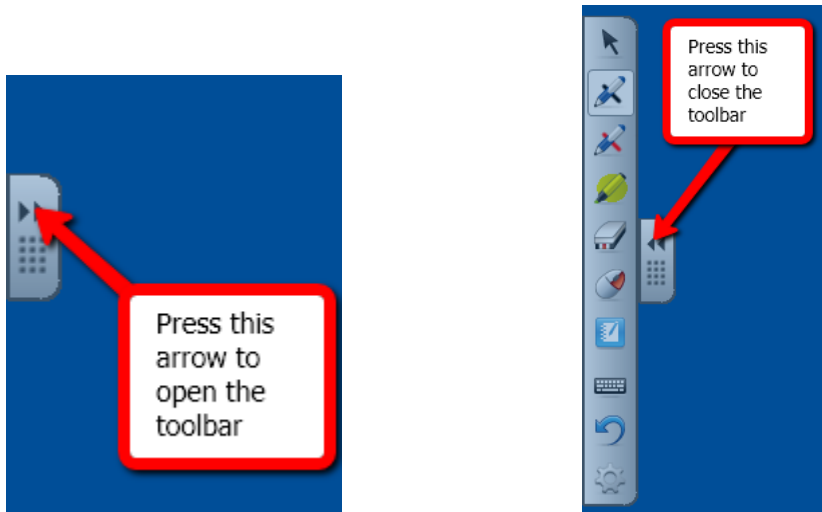 Press this
arrow to
open the
toolbar
Press this
arrow to
close the
toolbar